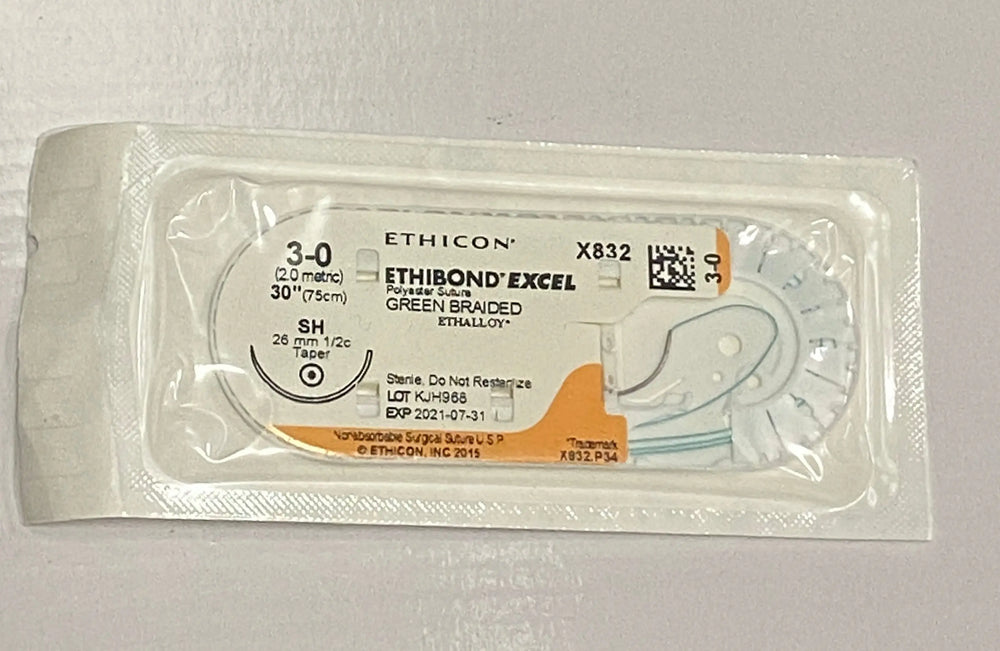 ETHICON*
3-0
(2.0 metric)
30" (75cm)
SH
26 mm 1/2c
Taper
ETHIBOND* EXCEL
Polyester Suture
GREEN BRAIDED
ETHALLOY*
X832
3-0
Sterile. Do Not Resterilize
LOT KJH968
EXP 2021-07-31
Nonabsorbable Surgical Suture U.S.P.
© ETHICON, INC 2015
*Trademark
X832.P34